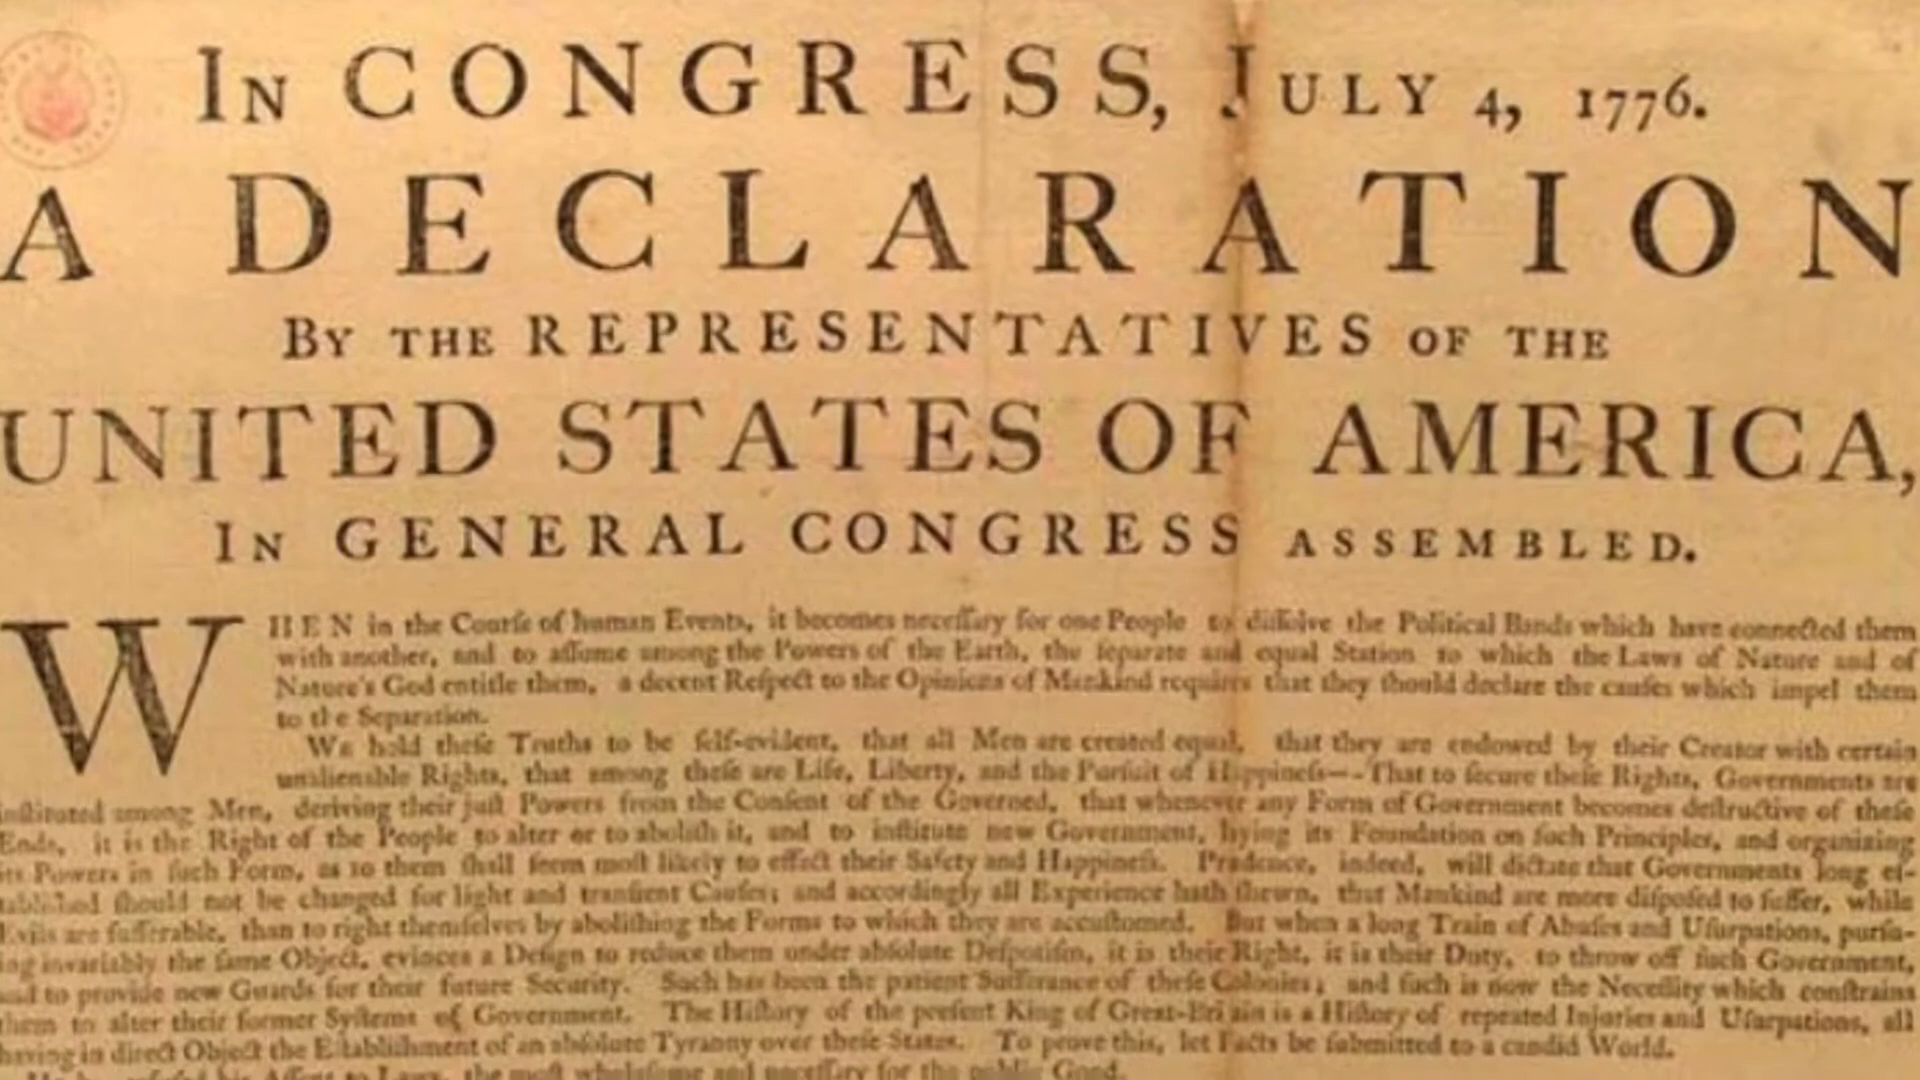 IN CONGRESS, JULY 4, 1776.
A DECLARATION
BY THE REPRESENTATIVES OF THE
UNITED STATES OF AMERICA,
IN GENERAL CONGRESS ASSEMBLED.
WHEN in the Courſe of human Events, it becomes neceſſary for one People to diſſolve the Political Bands which have connected them
with another, and to aſſume among the Powers of the Earth, the ſeparate and equal Station to which the Laws of Nature and of
Nature's God entitle them, a decent Reſpect to the Opinions of Mankind requires that they ſhould declare the cauſes which impel them
to the Separation.
We hold theſe Truths to be ſelf-evident, that all Men are created equal, that they are endowed by their Creator with certain
unalienable Rights, that among theſe are Life, Liberty, and the Purſuit of Happineſs--That to ſecure theſe Rights, Governments are
inſtituted among Men, deriving their juſt Powers from the Conſent of the Governed, that whenever any Form of Government becomes deſtructive of theſe
Ends, it is the Right of the People to alter or to aboliſh it, and to inſtitute new Government, laying its Foundation on ſuch Principles, and organizing
its Powers in ſuch Form, as to them ſhall ſeem moſt likely to effect their Safety and Happineſs. Prudence, indeed, will dictate that Governments long eſ-
tabliſhed ſhould not be changed for light and tranſient Cauſes; and accordingly all Experience hath ſhewn, that Mankind are more diſpoſed to ſuffer, while
Evils are ſufferable, than to right themſelves by aboliſhing the Forms to which they are accuſtomed. But when a long Train of Abuſes and Uſurpations, purſu-
ing invariably the ſame Object, evinces a Deſign to reduce them under abſolute Deſpotiſm, it is their Right, it is their Duty, to throw off ſuch Government,
and to provide new Guards for their future Security. Such has been the patient Sufferance of theſe Colonies; and ſuch is now the Neceſſity which conſtrains
them to alter their former Syſtems of Government. The Hiſtory of the preſent King of Great-Britain is a Hiſtory of repeated Injuries and Uſurpations, all
having in direct Object the Eſtabliſhment of an abſolute Tyranny over theſe States. To prove this, let Facts be ſubmitted to a candid World.
He has refuſed his Aſſent to Laws, the moſt wholeſome and neceſſary for the public Good.